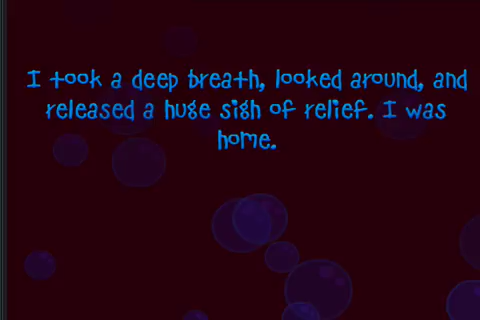 I took a deep breath, looked around, and
released a huge sigh of relief. I was
home.